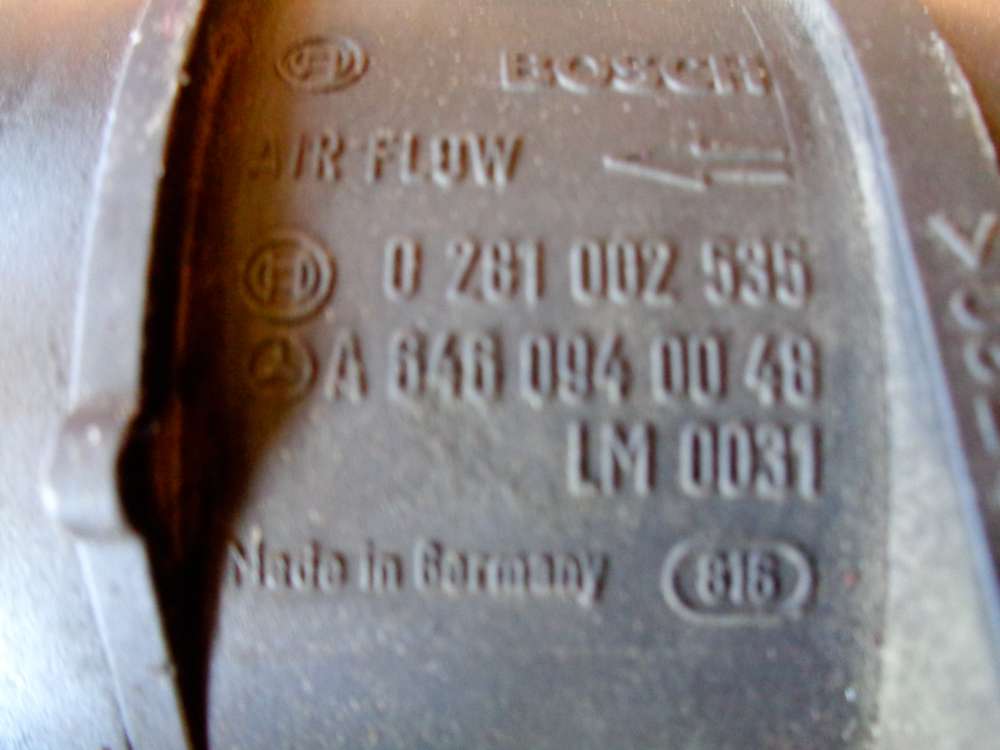 BOSCH
AIR FLOW
0 281 002 535
A 646 094 00 48
LM 0031
Made in Germany 816